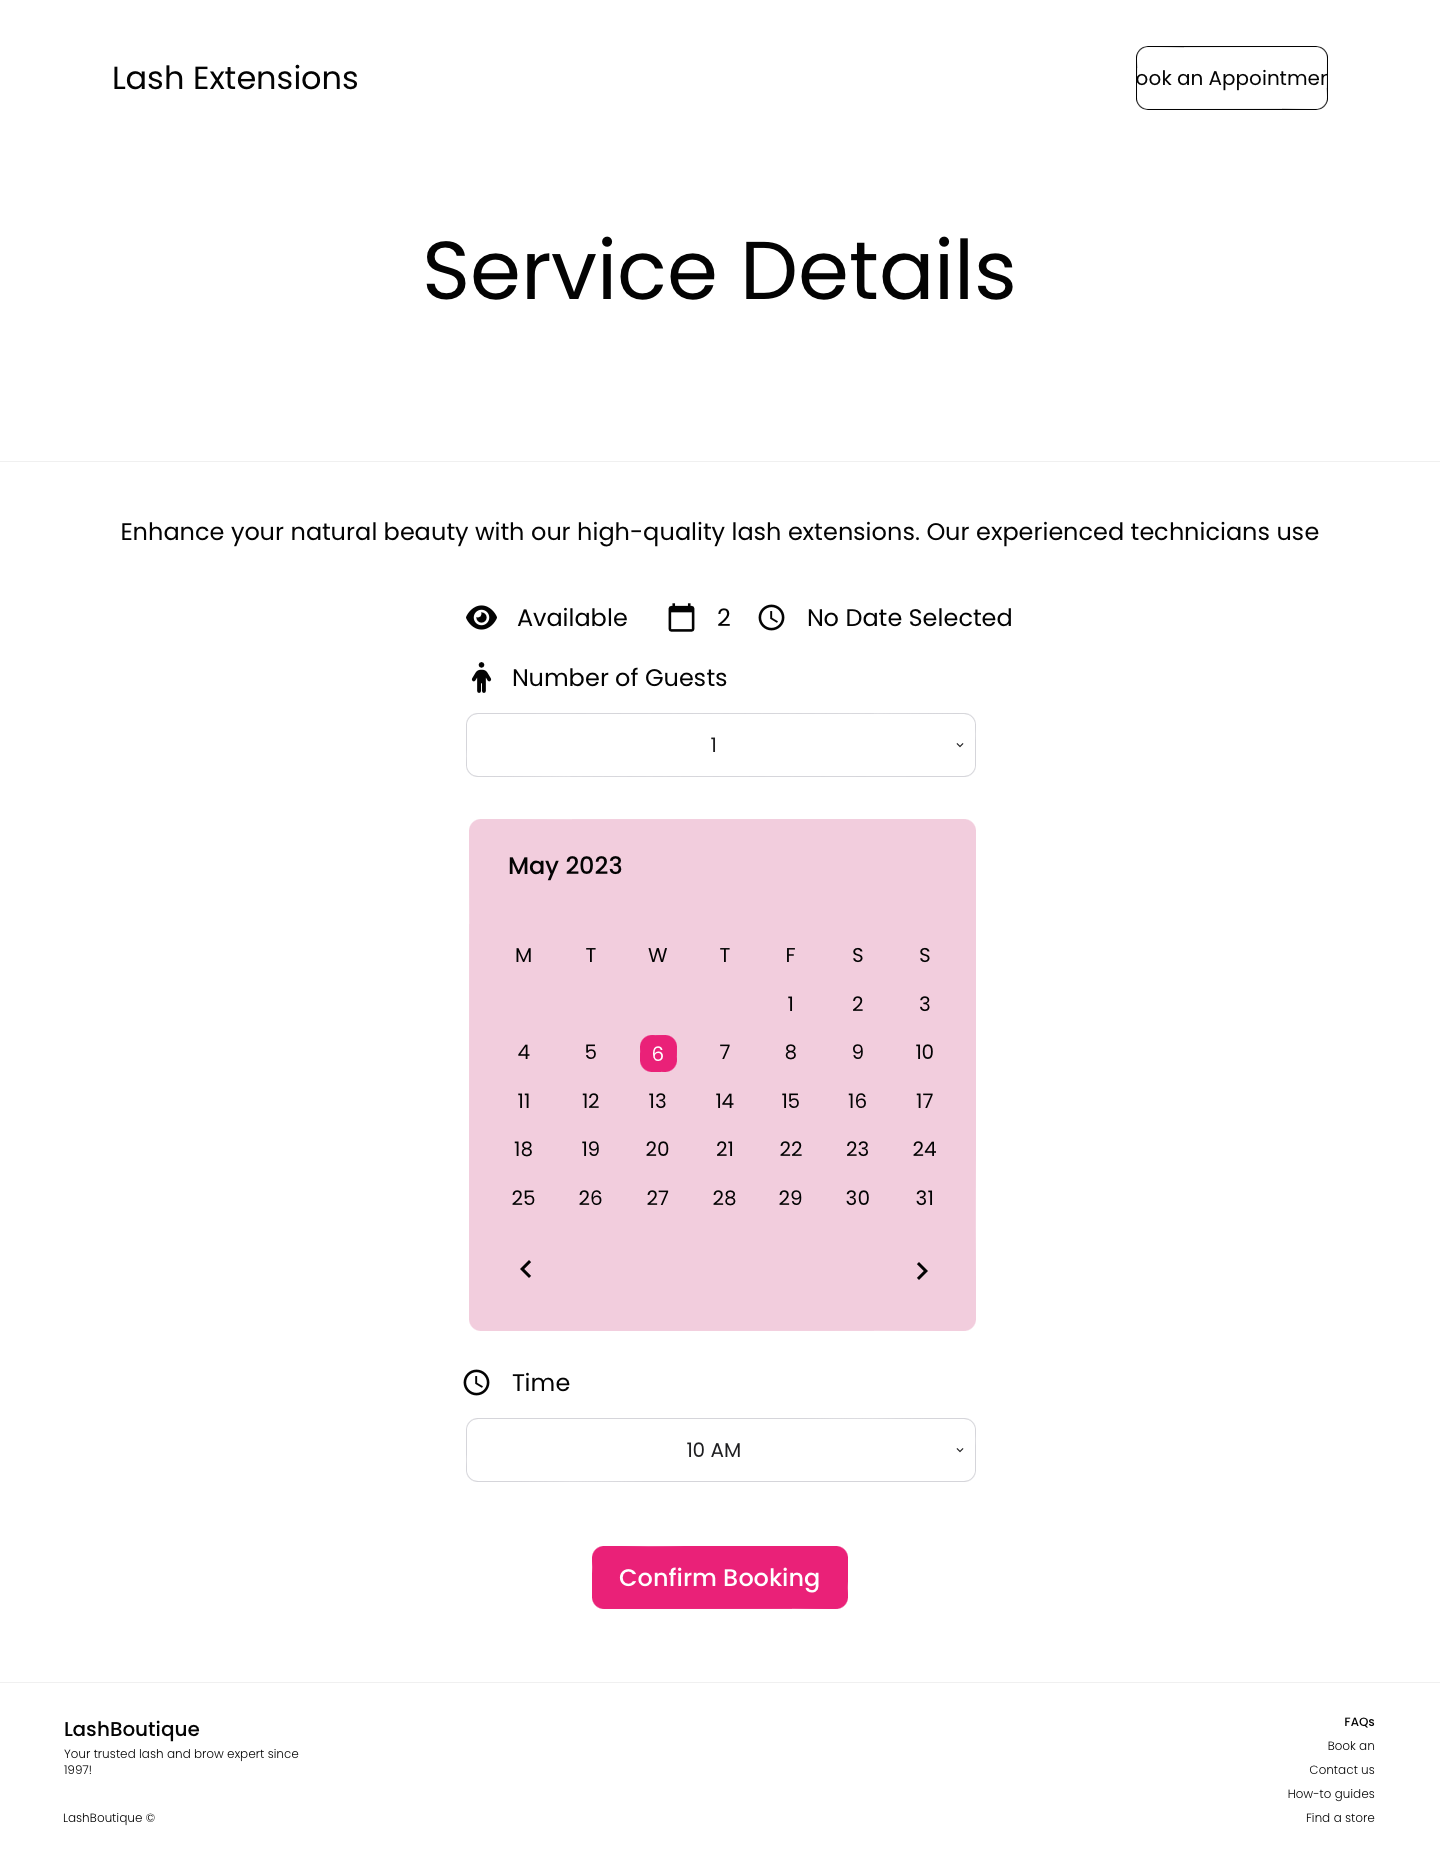 Lash Extensions
ook an Appointmer
Service Details
Enhance your natural beauty with our high-quality lash extensions. Our experienced technicians use
Available 2 No Date Selected
Number of Guests
1
May 2023
M T W T F S S
1 2 3
4 5 6 7 8 9 10
11 12 13 14 15 16 17
18 19 20 21 22 23 24
25 26 27 28 29 30 31
Time
10 AM
Confirm Booking
LashBoutique
Your trusted lash and brow expert since
1997!
LashBoutique ©
FAQs
Book an
Contact us
How-to guides
Find a store